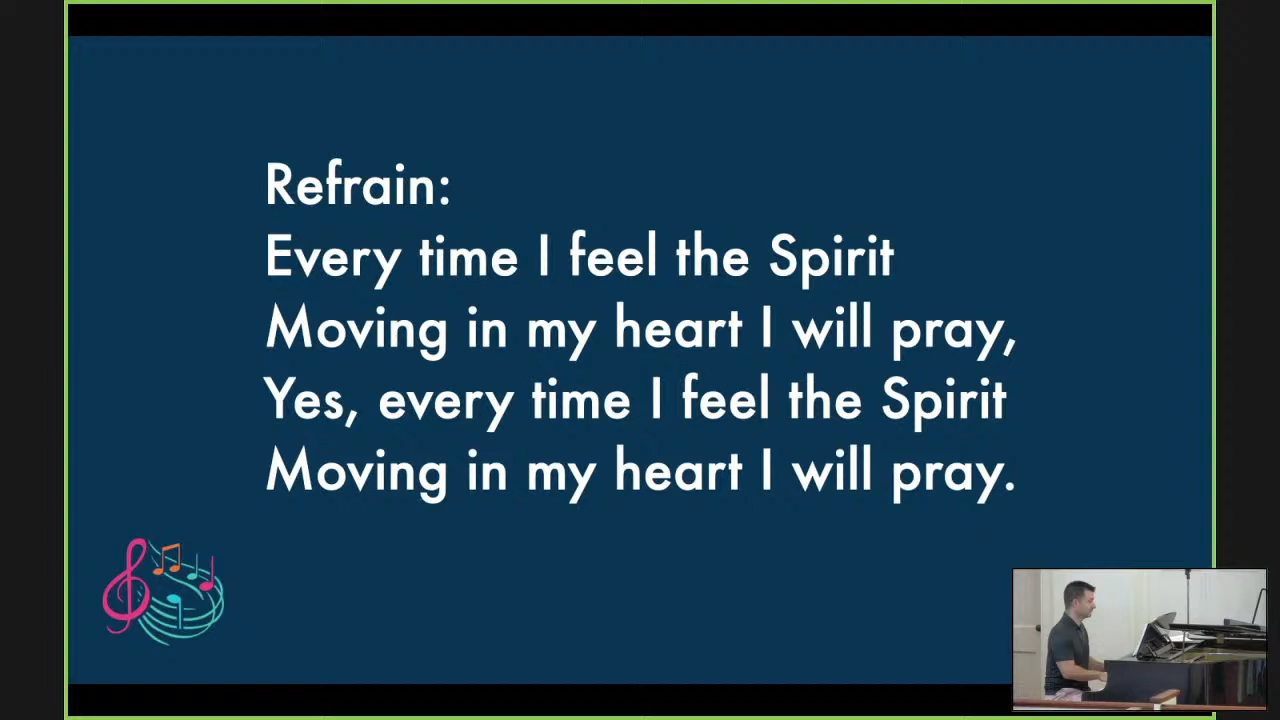 Refrain:
Every time I feel the Spirit
Moving in my heart I will pray,
Yes, every time I feel the Spirit
Moving in my heart I will pray.